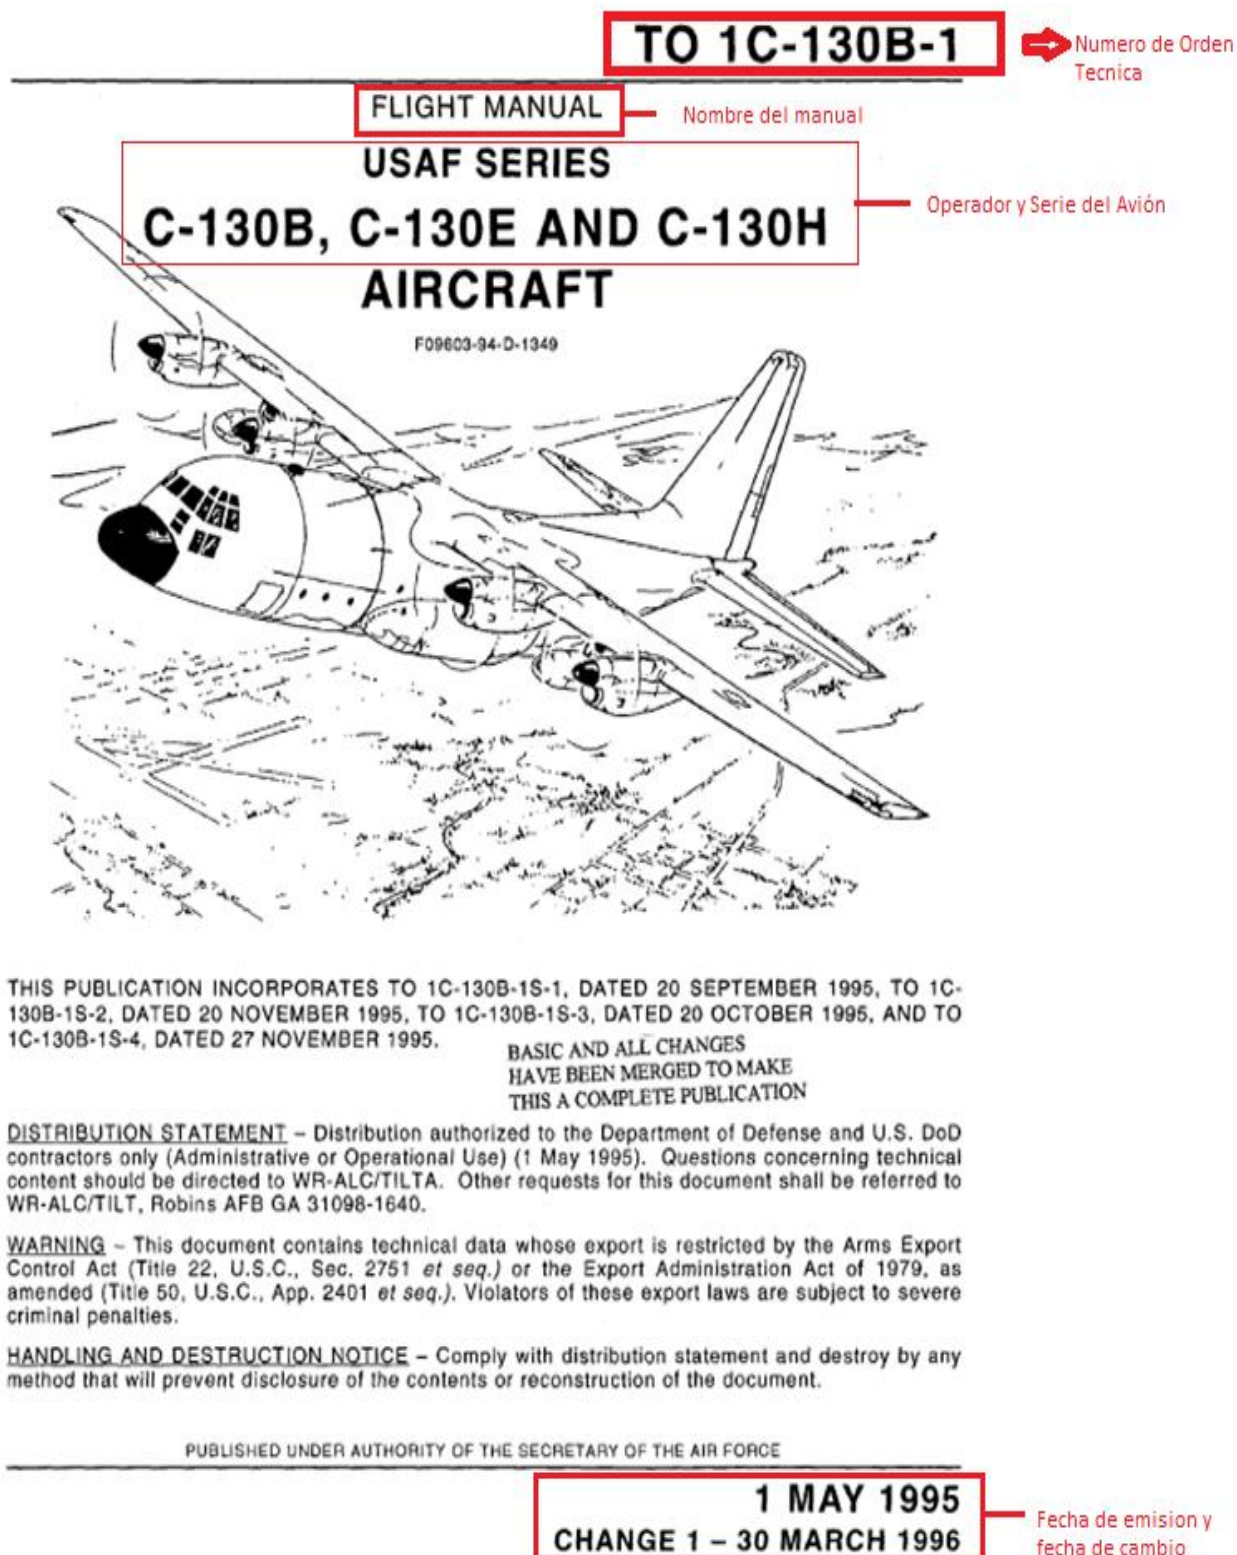 TO 1C-130B-1
Numero de Orden
Tecnica
FLIGHT MANUAL
Nombre del manual
USAF SERIES
C-130B, C-130E AND C-130H
Operador y Serie del Avión
AIRCRAFT
F09603-94-D-1349
THIS PUBLICATION INCORPORATES TO 1C-130B-1S-1, DATED 20 SEPTEMBER 1995, TO 1C-
130B-1S-2, DATED 20 NOVEMBER 1995, TO 1C-130B-1S-3, DATED 20 OCTOBER 1995, AND TO
1C-130B-1S-4, DATED 27 NOVEMBER 1995.
BASIC AND ALL CHANGES
HAVE BEEN MERGED TO MAKE
THIS A COMPLETE PUBLICATION
DISTRIBUTION STATEMENT – Distribution authorized to the Department of Defense and U.S. DoD
contractors only (Administrative or Operational Use) (1 May 1995). Questions concerning technical
content should be directed to WR-ALC/TILTA. Other requests for this document shall be referred to
WR-ALC/TILT, Robins AFB GA 31098-1640.
WARNING – This document contains technical data whose export is restricted by the Arms Export
Control Act (Title 22, U.S.C., Sec. 2751 et seq.) or the Export Administration Act of 1979, as
amended (Title 50, U.S.C., App. 2401 et seq.). Violators of these export laws are subject to severe
criminal penalties.
HANDLING AND DESTRUCTION NOTICE – Comply with distribution statement and destroy by any
method that will prevent disclosure of the contents or reconstruction of the document.
PUBLISHED UNDER AUTHORITY OF THE SECRETARY OF THE AIR FORCE
1 MAY 1995
CHANGE 1 – 30 MARCH 1996
Fecha de emision y
fecha de cambio